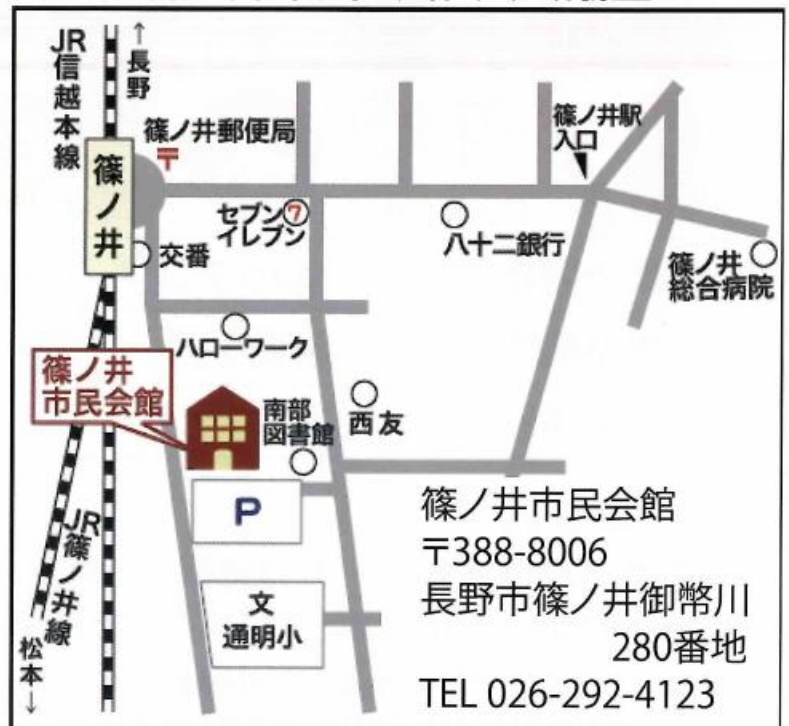 ↑長野
JR信越本線
篠ノ井郵便局
〒
篠ノ井駅
入口
篠ノ井
セブン
イレブン
7
八十二銀行
交番
篠ノ井
総合病院
ハローワーク
篠ノ井
市民会館
南部
図書館
西友
P
JR篠ノ井線
文
通明小
松本↓
篠ノ井市民会館
〒388-8006
長野市篠ノ井御幣川
280番地
TEL 026-292-4123